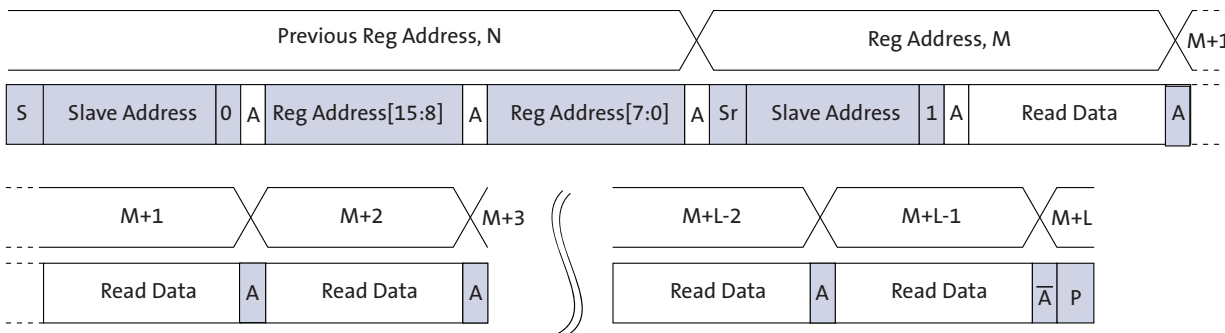 Previous Reg Address, N Reg Address, M M+1
S Slave Address 0 A Reg Address[15:8] A Reg Address[7:0] A Sr Slave Address 1 A Read Data A
M+1 M+2 M+3 M+L-2 M+L-1 M+L
Read Data A Read Data A Read Data A Read Data A̅ P